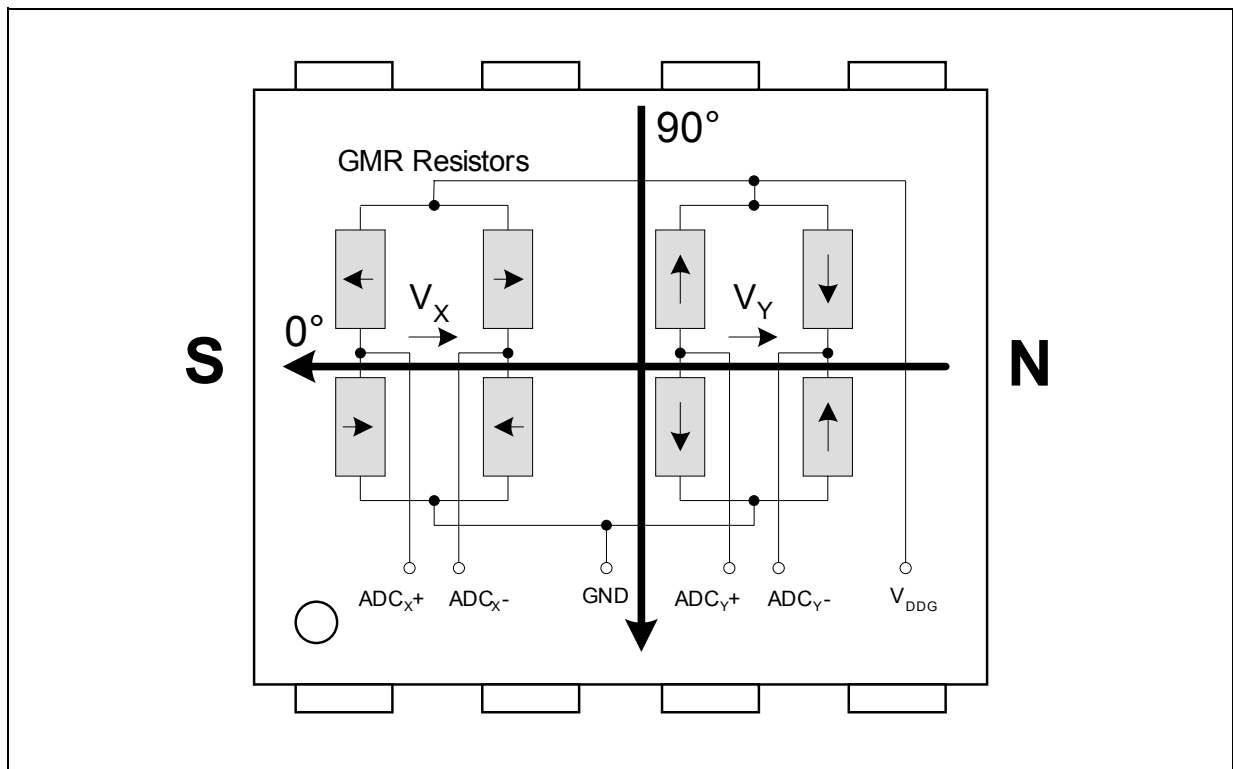 90°
GMR Resistors
V_X
V_Y
0°
S
N
ADC_X+
ADC_X-
GND
ADC_Y+
ADC_Y-
V_DDG